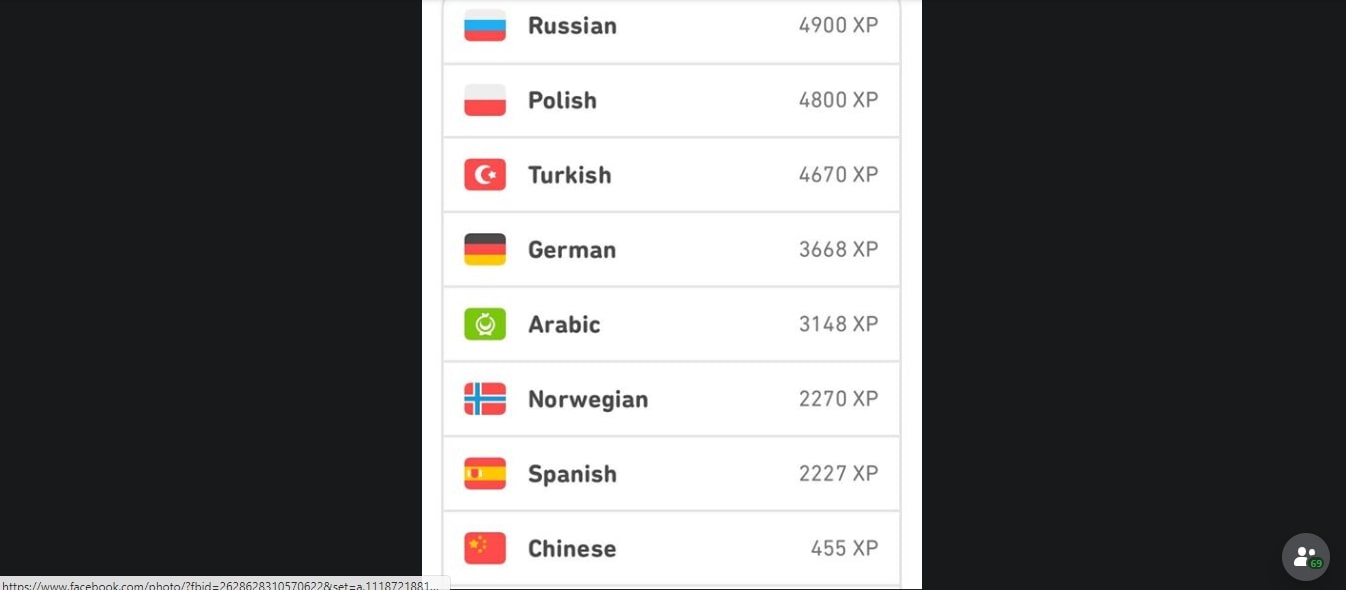 Russian 4900 XP
Polish 4800 XP
Turkish 4670 XP
German 3668 XP
Arabic 3148 XP
Norwegian 2270 XP
Spanish 2227 XP
Chinese 455 XP
69
https://www.facebook.com/photo/?fbid=2628628310570622&set=a.1118721881...